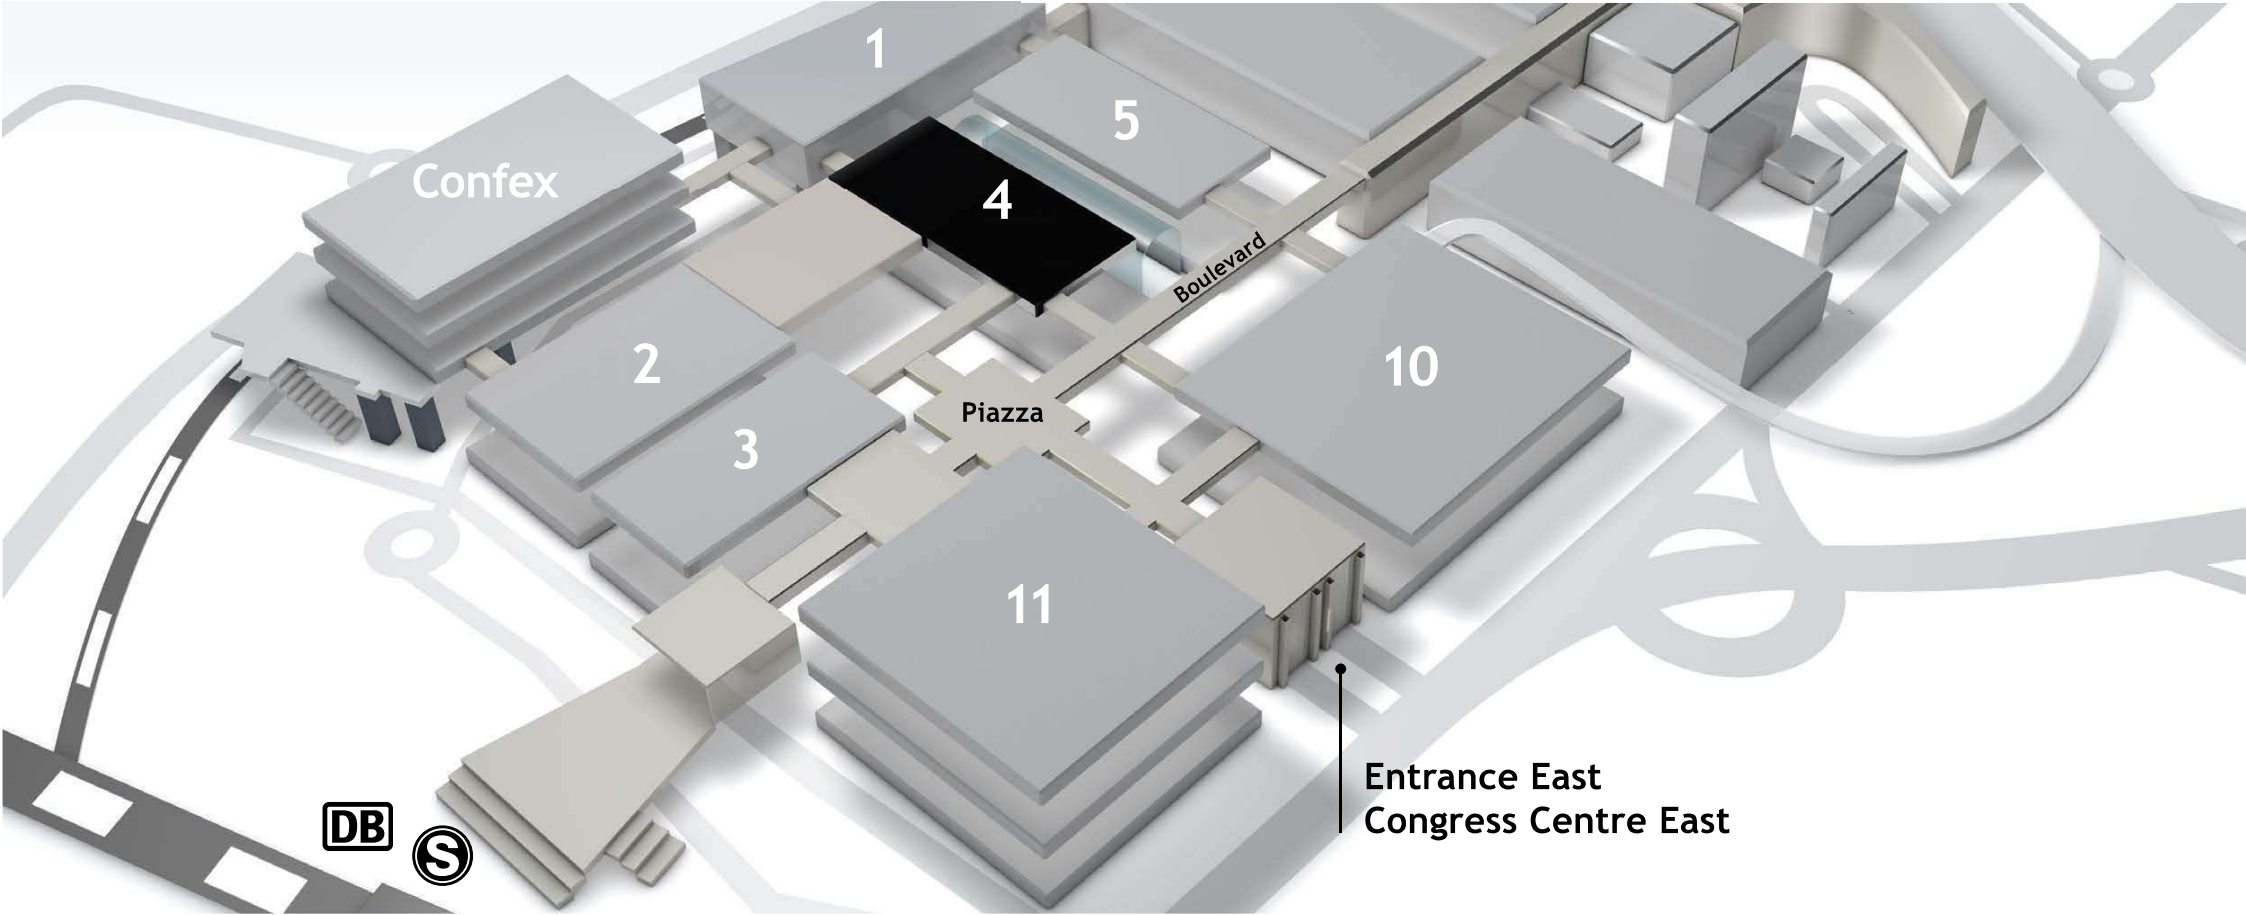 1
5
Confex
4
Boulevard
2
10
Piazza
3
11
Entrance East
Congress Centre East
DB
S